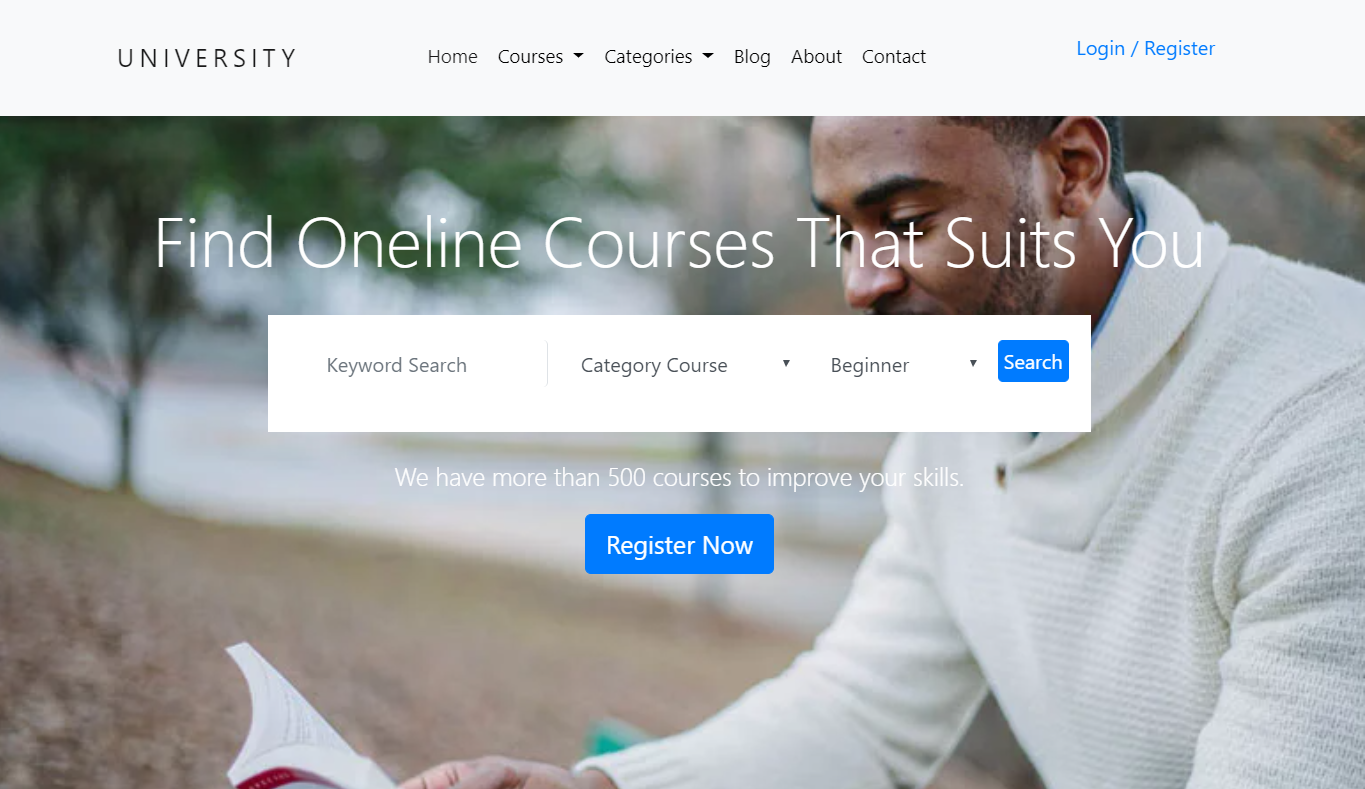 UNIVERSITY
Home Courses Categories Blog About Contact
Login / Register
Find Oneline Courses That Suits You
Keyword Search Category Course Beginner Search
We have more than 500 courses to improve your skills.
Register Now